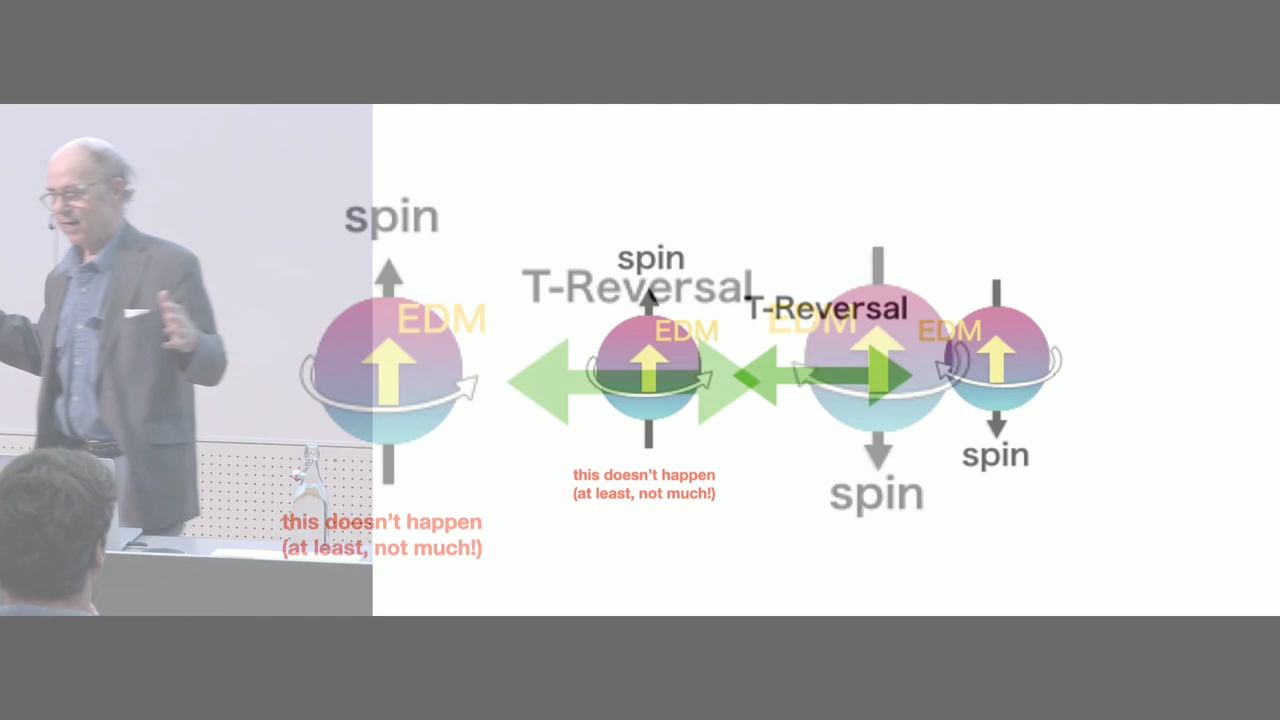 spin
EDM
this doesn't happen
(at least, not much!)
T-Reversal
EDM
spin
spin
EDM
this doesn't happen
(at least, not much!)
T-Reversal
EDM
spin